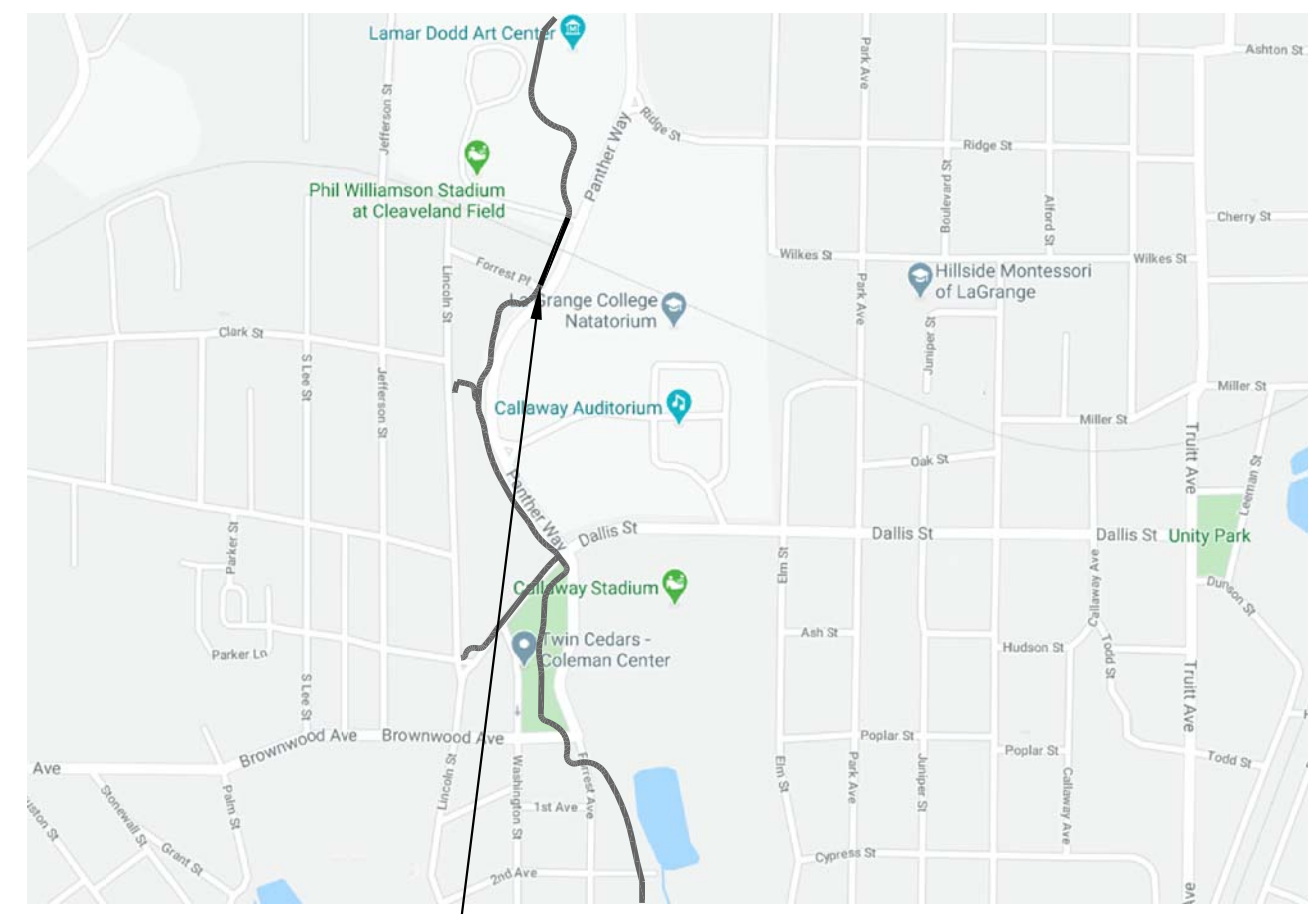 Lamar Dodd Art Center
Ashton St
Park Ave
Jefferson St
Panther Way
Ridge St
Ridge St
Phil Williamson Stadium
at Cleaveland Field
Boulevard St
Alford St
Cherry St
Wilkes St
Wilkes St
Forrest Pl
Lincoln St
LaGrange College
Natatorium
Park Ave
Hillside Montessori
of LaGrange
Clark St
Juniper St
S Lee St
Jefferson St
Miller St
Callaway Auditorium
Miller St
Truitt Ave
Oak St
Leeman St
Panther Way
Dallis St
Dallis St
Dallis St
Unity Park
Parker St
Elm St
Callaway Ave
Callaway Stadium
Dunson St
Ash St
Hudson St
Todd St
Twin Cedars -
Coleman Center
Parker Ln
S Lee St
Truitt Ave
Brownwood Ave
Brownwood Ave
Poplar St
Poplar St
Todd St
Ave
Forrest Ave
Lincoln St
Washington St
Elm St
Park Ave
Juniper St
Callaway Ave
Stonewall St
Palm St
1st Ave
uston St
Grant St
Cypress St
2nd Ave
Ave